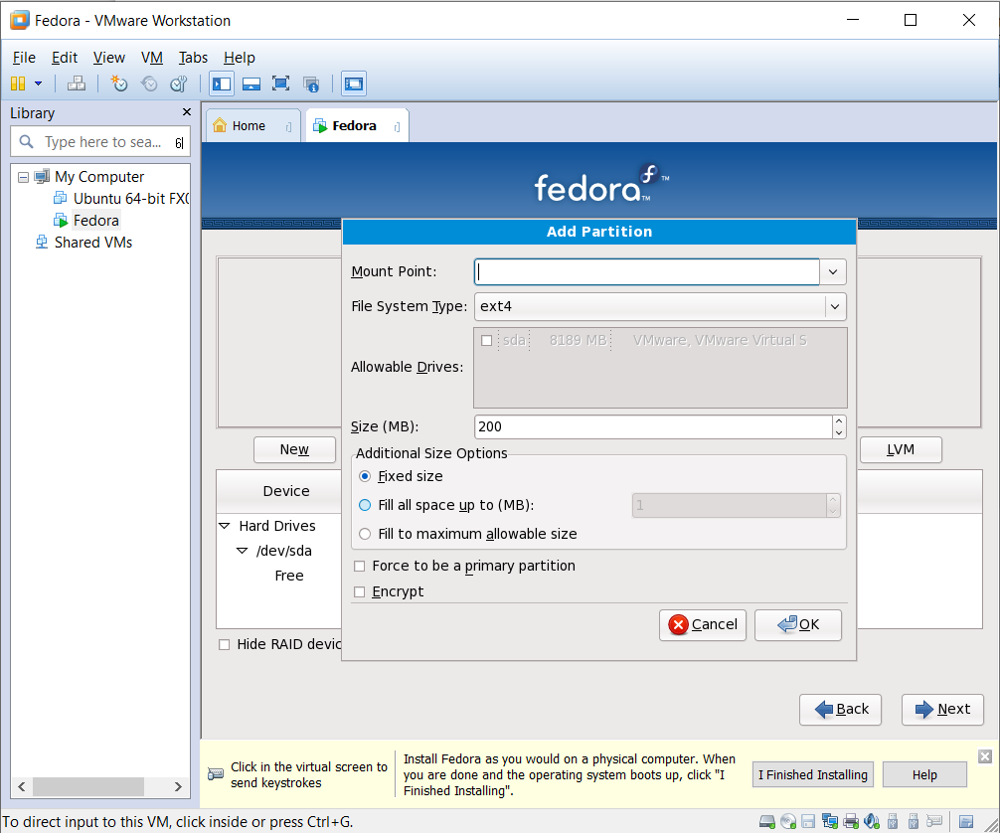 Fedora - VMware Workstation
File Edit View VM Tabs Help
Library
Type here to sea...
My Computer
Ubuntu 64-bit FX
Fedora
Shared VMs
Home
Fedora
fedora f ™
™
Add Partition
Mount Point:
File System Type: ext4
sda 8189 MB VMware, VMware Virtual S
Allowable Drives:
Size (MB): 200
Additional Size Options
Fixed size
Fill all space up to (MB): 1
Fill to maximum allowable size
Force to be a primary partition
Encrypt
Cancel OK
New LVM
Device
Hard Drives
/dev/sda
Free
Hide RAID devic
Back Next
Click in the virtual screen to
send keystrokes
Install Fedora as you would on a physical computer. When
you are done and the operating system boots up, click "I
Finished Installing".
I Finished Installing Help
To direct input to this VM, click inside or press Ctrl+G.